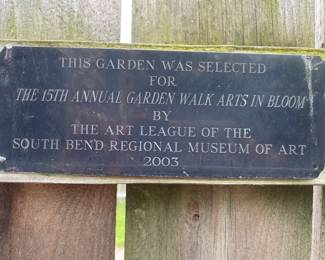 THIS GARDEN WAS SELECTED
FOR
THE 15TH ANNUAL GARDEN WALK ARTS IN BLOOM
BY
THE ART LEAGUE OF THE
SOUTH BEND REGIONAL MUSEUM OF ART
2003